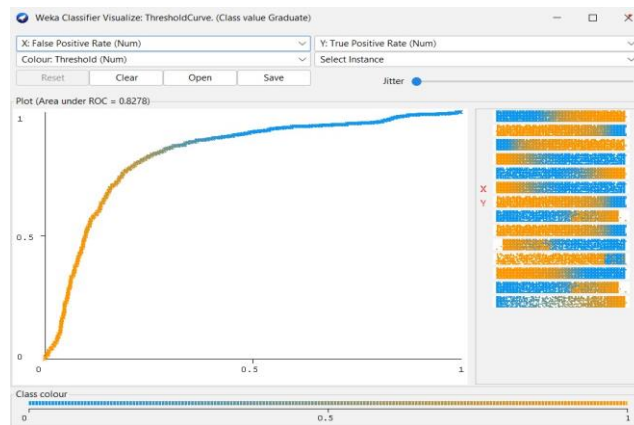 Weka Classifier Visualize: ThresholdCurve. (Class value Graduate)
X: False Positive Rate (Num)
Y: True Positive Rate (Num)
Colour: Threshold (Num)
Select Instance
Reset
Clear
Open
Save
Jitter
Plot (Area under ROC = 0.8278)
1
0.5
0
0
0.5
1
X
Y
Class colour
0
0.5
1